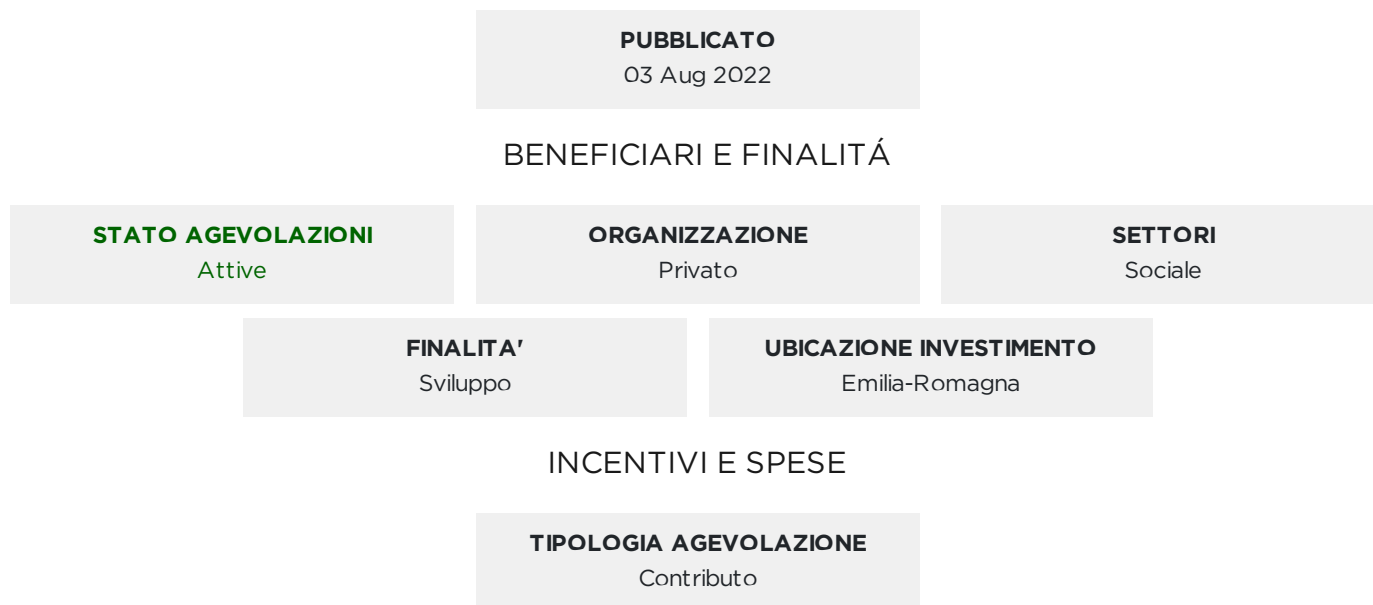 PUBBLICATO
03 Aug 2022
BENEFICIARI E FINALITÁ
STATO AGEVOLAZIONI
Attive
ORGANIZZAZIONE
Privato
SETTORI
Sociale
FINALITA'
Sviluppo
UBICAZIONE INVESTIMENTO
Emilia-Romagna
INCENTIVI E SPESE
TIPOLOGIA AGEVOLAZIONE
Contributo